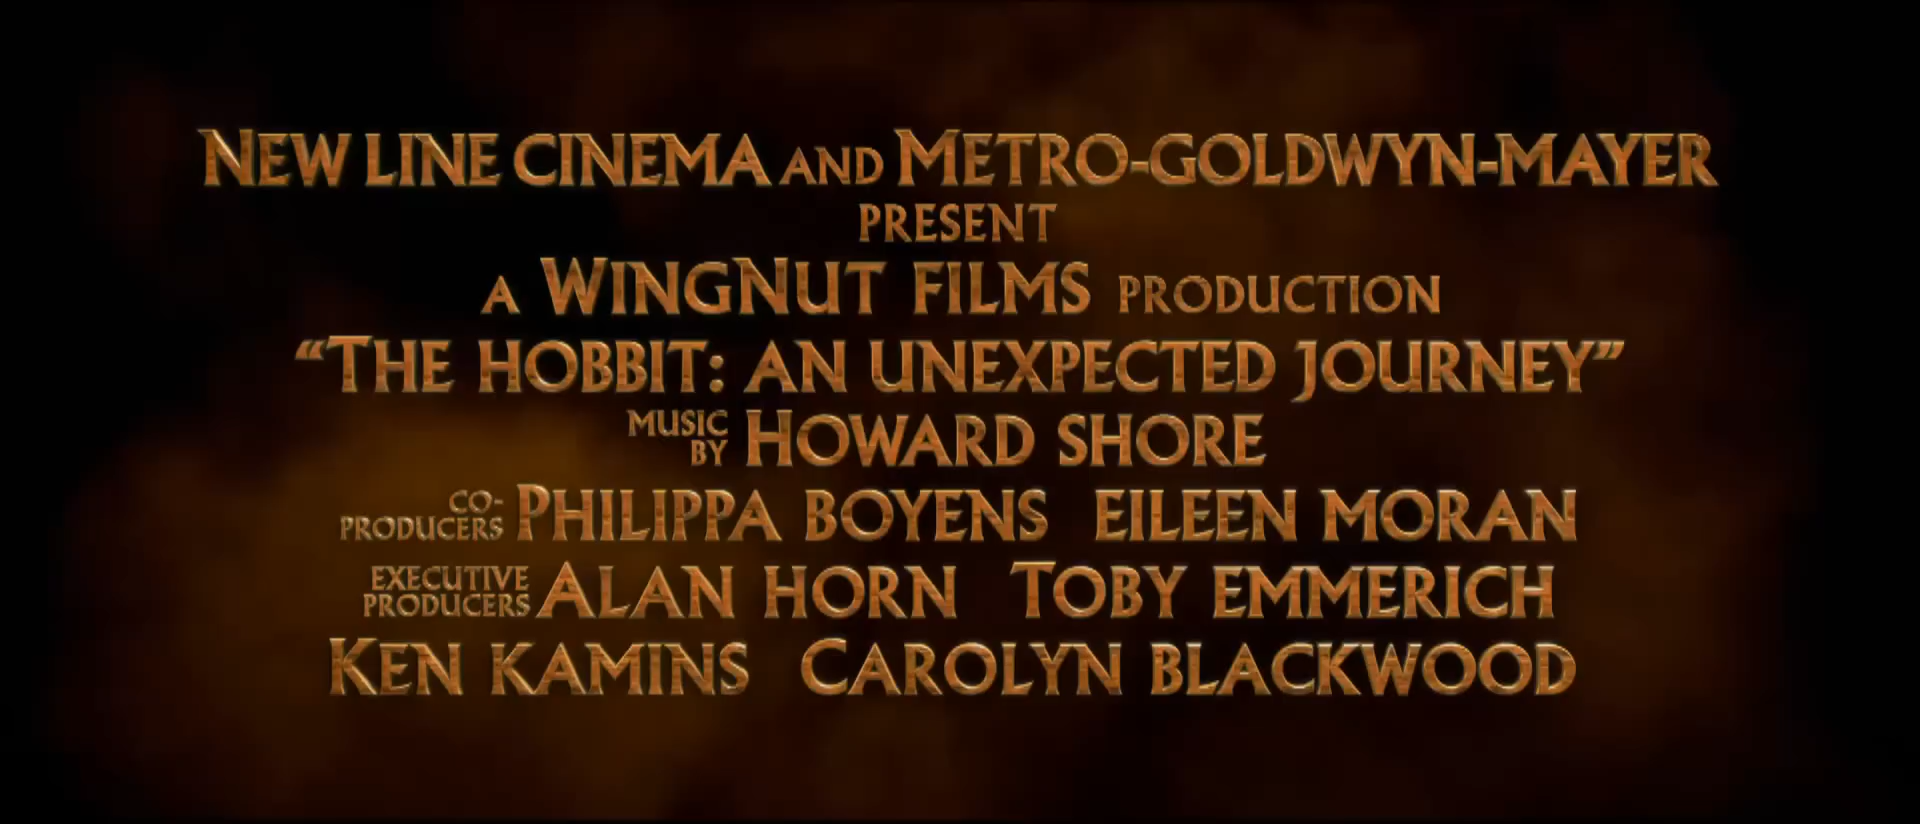 NEW LINE CINEMA AND METRO-GOLDWYN-MAYER
PRESENT
A WINGNUT FILMS PRODUCTION
“THE HOBBIT: AN UNEXPECTED JOURNEY”
MUSIC BY HOWARD SHORE
CO-PRODUCERS PHILIPPA BOYENS EILEEN MORAN
EXECUTIVE PRODUCERS ALAN HORN TOBY EMMERICH
KEN KAMINS CAROLYN BLACKWOOD